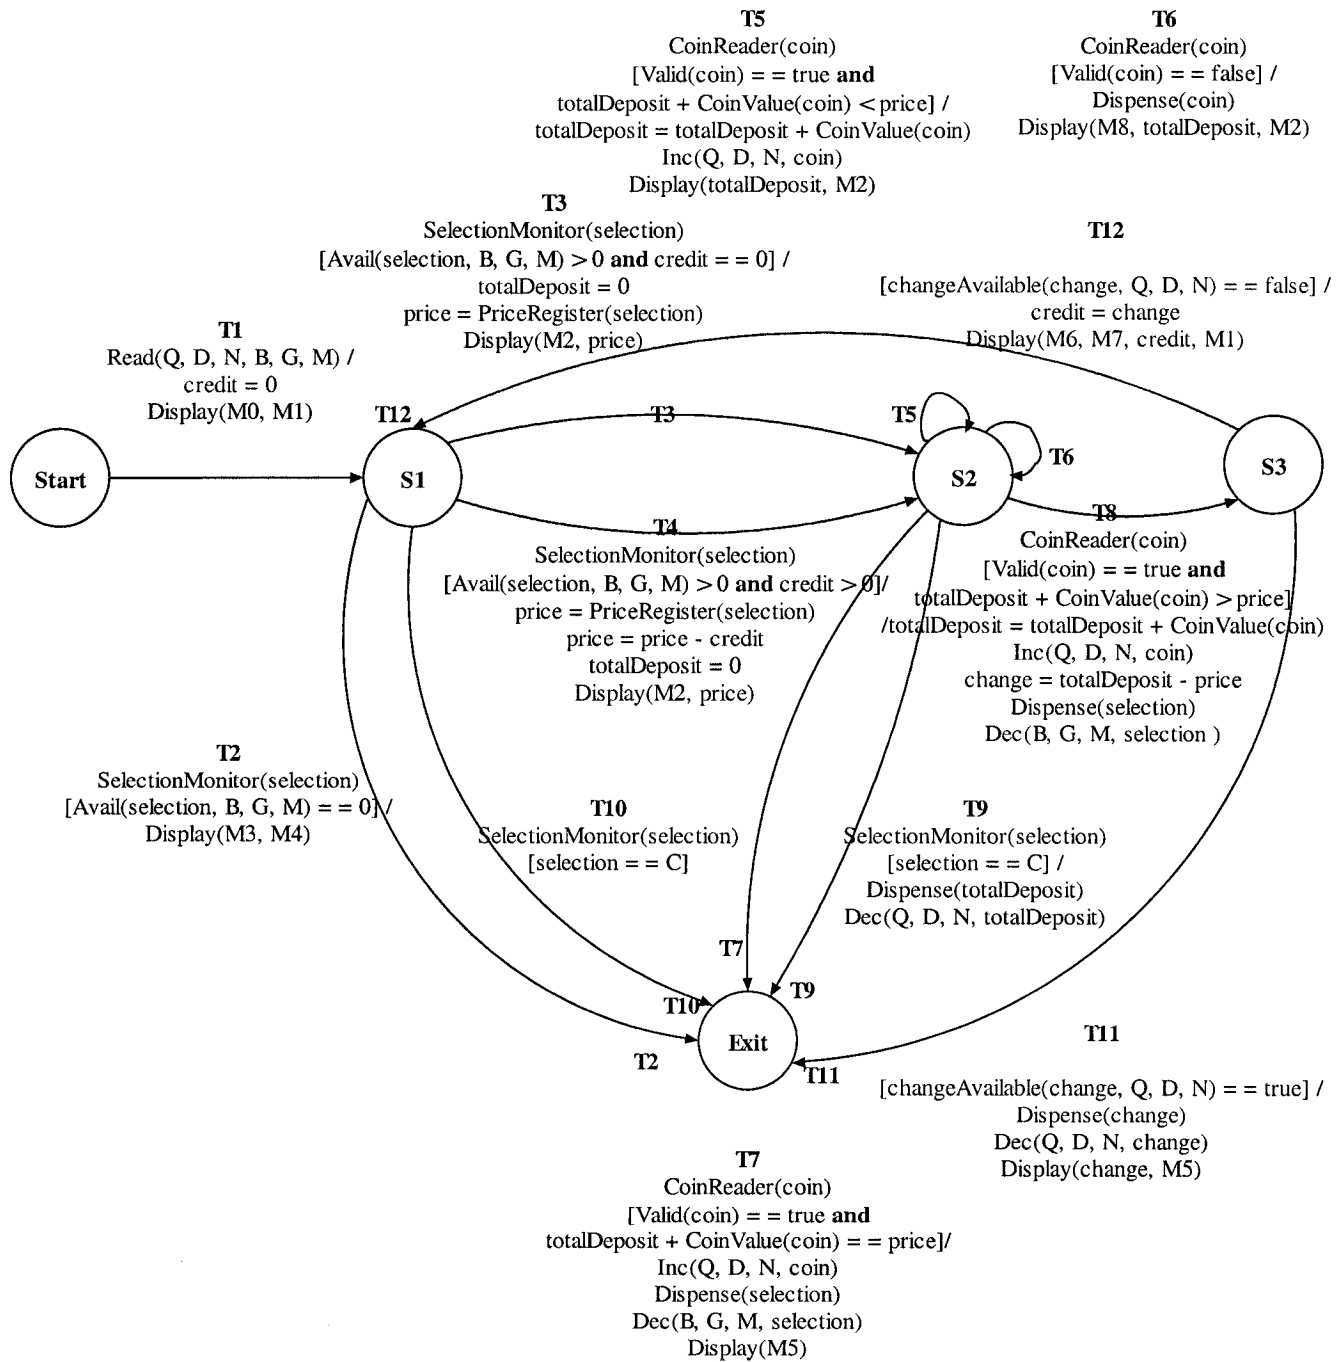 T5
CoinReader(coin)
[Valid(coin) = = true and
totalDeposit + CoinValue(coin) < price] /
totalDeposit = totalDeposit + CoinValue(coin)
Inc(Q, D, N, coin)
Display(totalDeposit, M2)
T6
CoinReader(coin)
[Valid(coin) = = false] /
Dispense(coin)
Display(M8, totalDeposit, M2)
T3
SelectionMonitor(selection)
[Avail(selection, B, G, M) > 0 and credit = = 0] /
totalDeposit = 0
price = PriceRegister(selection)
Display(M2, price)
T12
[changeAvailable(change, Q, D, N) = = false] /
credit = change
Display(M6, M7, credit, M1)
T1
Read(Q, D, N, B, G, M) /
credit = 0
Display(M0, M1)
T12
T3
T5
T6
Start
S1
S2
S3
T4
SelectionMonitor(selection)
[Avail(selection, B, G, M) > 0 and credit > 0]/
price = PriceRegister(selection)
price = price - credit
totalDeposit = 0
Display(M2, price)
T8
CoinReader(coin)
[Valid(coin) = = true and
totalDeposit + CoinValue(coin) > price]
/totalDeposit = totalDeposit + CoinValue(coin)
Inc(Q, D, N, coin)
change = totalDeposit - price
Dispense(selection)
Dec(B, G, M, selection )
T2
SelectionMonitor(selection)
[Avail(selection, B, G, M) = = 0] /
Display(M3, M4)
T10
SelectionMonitor(selection)
[selection = = C]
T9
SelectionMonitor(selection)
[selection = = C] /
Dispense(totalDeposit)
Dec(Q, D, N, totalDeposit)
T7
T9
T10
Exit
T2
T11
T11
[changeAvailable(change, Q, D, N) = = true] /
Dispense(change)
Dec(Q, D, N, change)
Display(change, M5)
T7
CoinReader(coin)
[Valid(coin) = = true and
totalDeposit + CoinValue(coin) = = price]/
Inc(Q, D, N, coin)
Dispense(selection)
Dec(B, G, M, selection)
Display(M5)